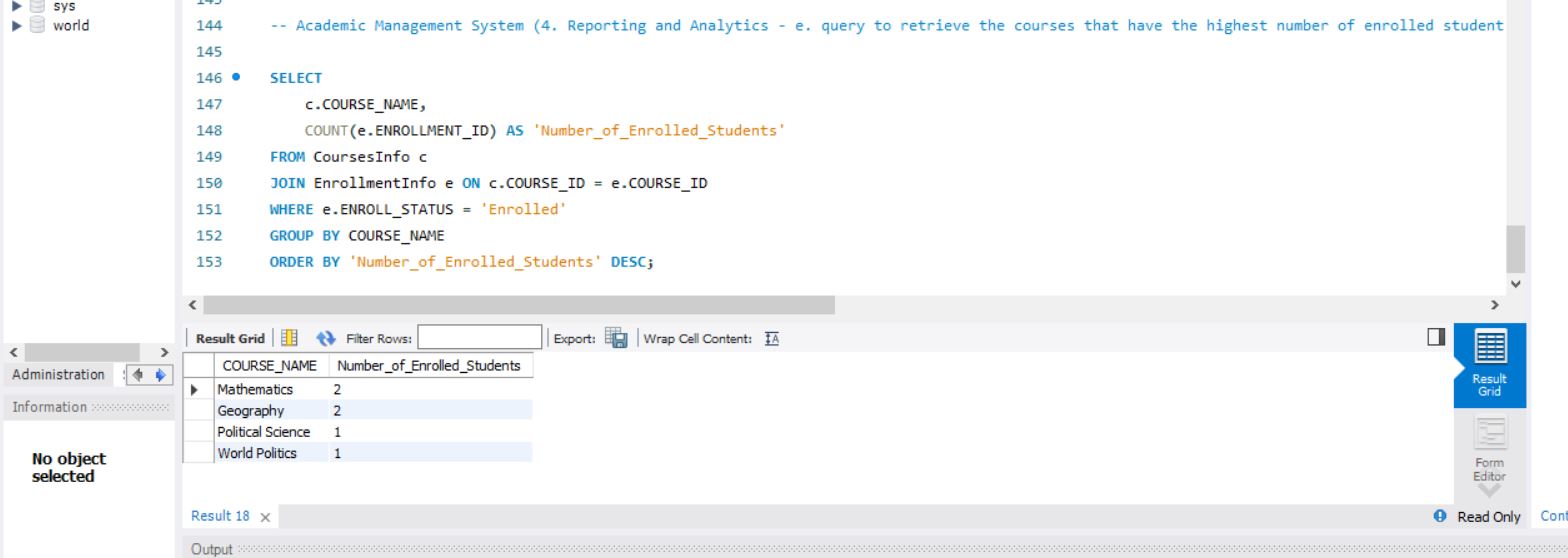 sys
world
143
144 -- Academic Management System (4. Reporting and Analytics - e. query to retrieve the courses that have the highest number of enrolled student
145
146 SELECT
147 c.COURSE_NAME,
148 COUNT(e.ENROLLMENT_ID) AS 'Number_of_Enrolled_Students'
149 FROM CoursesInfo c
150 JOIN EnrollmentInfo e ON c.COURSE_ID = e.COURSE_ID
151 WHERE e.ENROLL_STATUS = 'Enrolled'
152 GROUP BY COURSE_NAME
153 ORDER BY 'Number_of_Enrolled_Students' DESC;
Result Grid Filter Rows: Export: Wrap Cell Content:
COURSE_NAME Number_of_Enrolled_Students
Mathematics 2
Geography 2
Political Science 1
World Politics 1
Administration
Information
No object
selected
Result
Grid
Form
Editor
Result 18
Read Only
Cont
Output